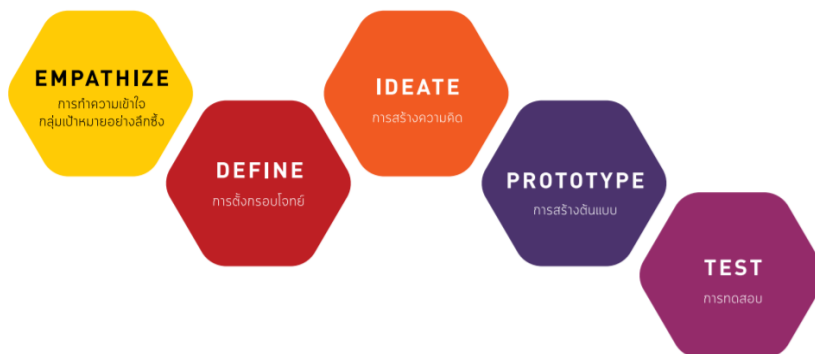 EMPATHIZE
การทำความเข้าใจ
กลุ่มเป้าหมายอย่างลึกซึ้ง
DEFINE
การตั้งกรอบโจทย์
IDEATE
การสร้างความคิด
PROTOTYPE
การสร้างต้นแบบ
TEST
การทดสอบ